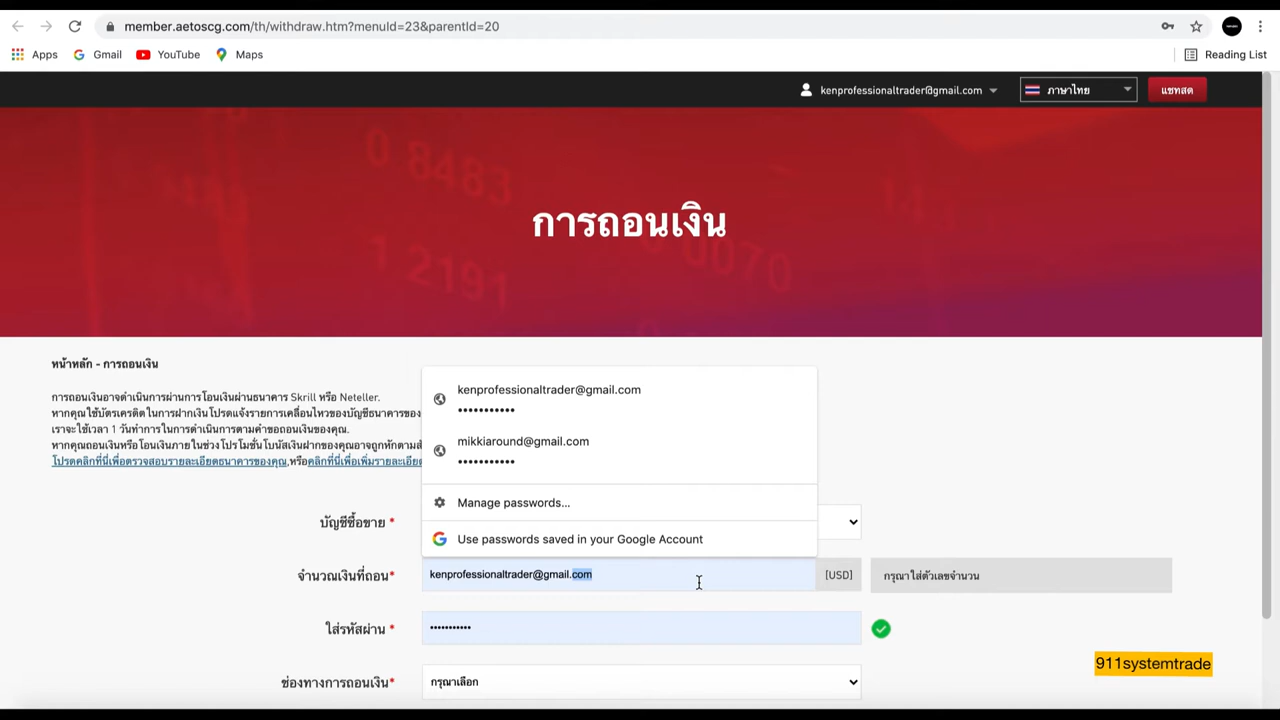 member.aetoscg.com/th/withdraw.htm?menuId=23&parentId=20
Apps Gmail YouTube Maps Reading List
kenprofessionaltrader@gmail.com ภาษาไทย แชทสด
0.8483
1.2191
0070
การถอนเงิน
หน้าหลัก - การถอนเงิน
การถอนเงินอาจดำเนินการผ่านการโอนเงินผ่านธนาคาร Skrill หรือ Neteller.
หากคุณใช้บัตรเครดิตในการฝากเงินโปรดแจ้งรายการเคลื่อนไหวของบัญชีธนาคารของ
เราจะใช้เวลา 1 วันทำการในการดำเนินการตามคำขอถอนเงินของคุณ.
หากคุณถอนเงินหรือโอนเงินภายในช่วงโปรโมชั่นโบนัสเงินฝากของคุณอาจถูกหักตาม
โปรดคลิกที่นี่เพื่อตรวจสอบรายละเอียดธนาคารของคุณ,หรือคลิกที่นี่เพื่อเพิ่มรายละเอียด
kenprofessionaltrader@gmail.com
•••••••••••
mikkiaround@gmail.com
•••••••••••
Manage passwords...
Use passwords saved in your Google Account
บัญชีซื้อขาย *
จำนวนเงินที่ถอน* kenprofessionaltrader@gmail.com [USD] กรุณาใส่ตัวเลขจำนวน
ใส่รหัสผ่าน* •••••••••••
ช่องทางการถอนเงิน* กรุณาเลือก
911systemtrade